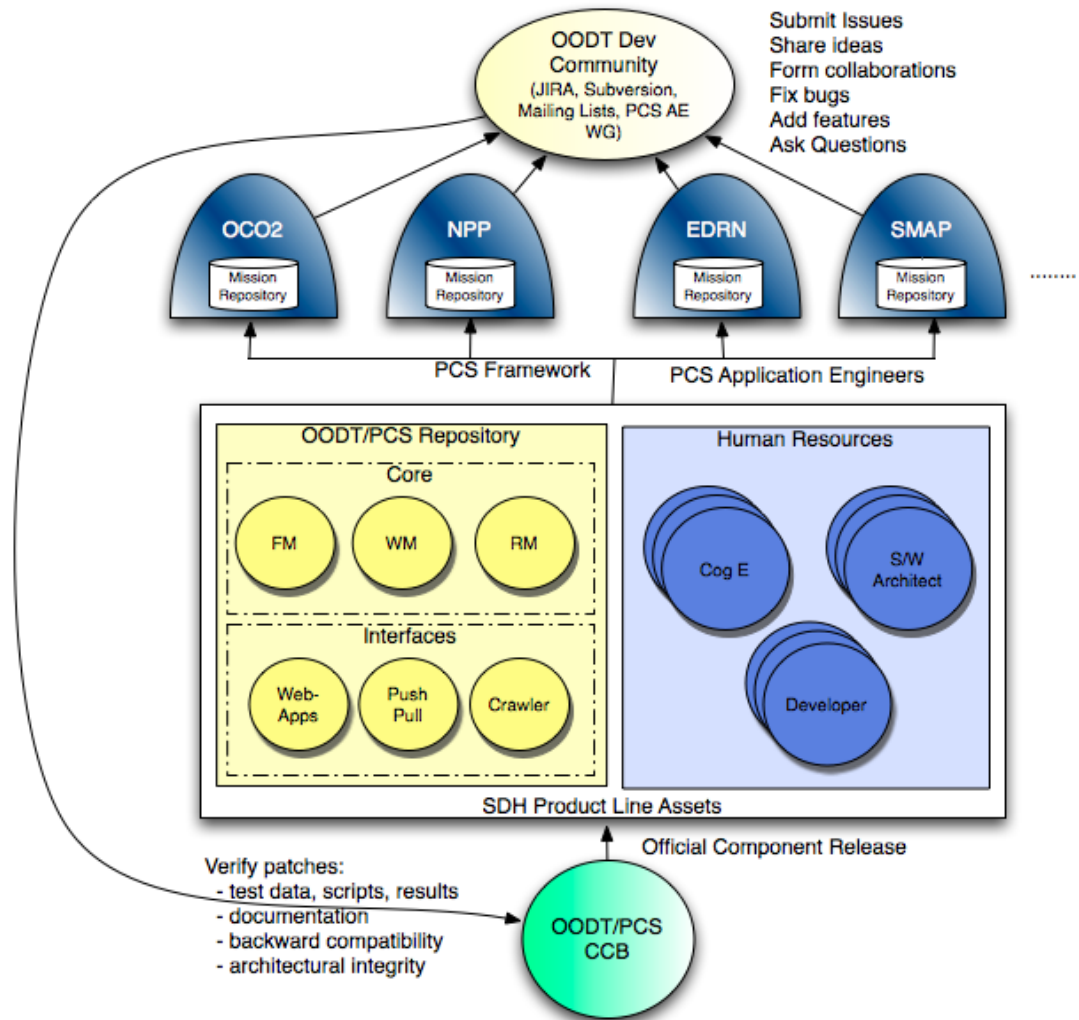 OODT Dev
Community
(JIRA, Subversion,
Mailing Lists, PCS AE
WG)
Submit Issues
Share ideas
Form collaborations
Fix bugs
Add features
Ask Questions
OCO2
Mission
Repository
NPP
Mission
Repository
EDRN
Mission
Repository
SMAP
Mission
Repository
........
PCS Framework
PCS Application Engineers
OODT/PCS Repository
Core
FM
WM
RM
Interfaces
Web-
Apps
Push
Pull
Crawler
Human Resources
Cog E
S/W
Architect
Developer
SDH Product Line Assets
Official Component Release
Verify patches:
- test data, scripts, results
- documentation
- backward compatibility
- architectural integrity
OODT/PCS
CCB